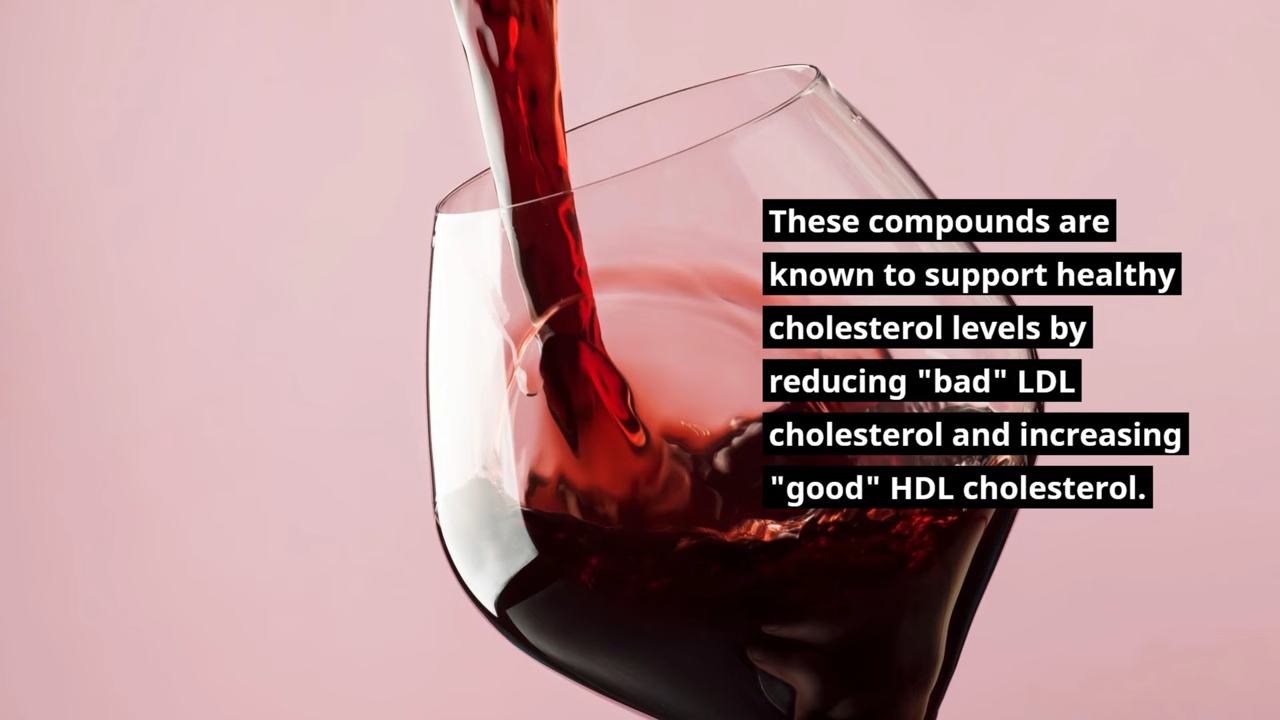 These compounds are
known to support healthy
cholesterol levels by
reducing "bad" LDL
cholesterol and increasing
"good" HDL cholesterol.